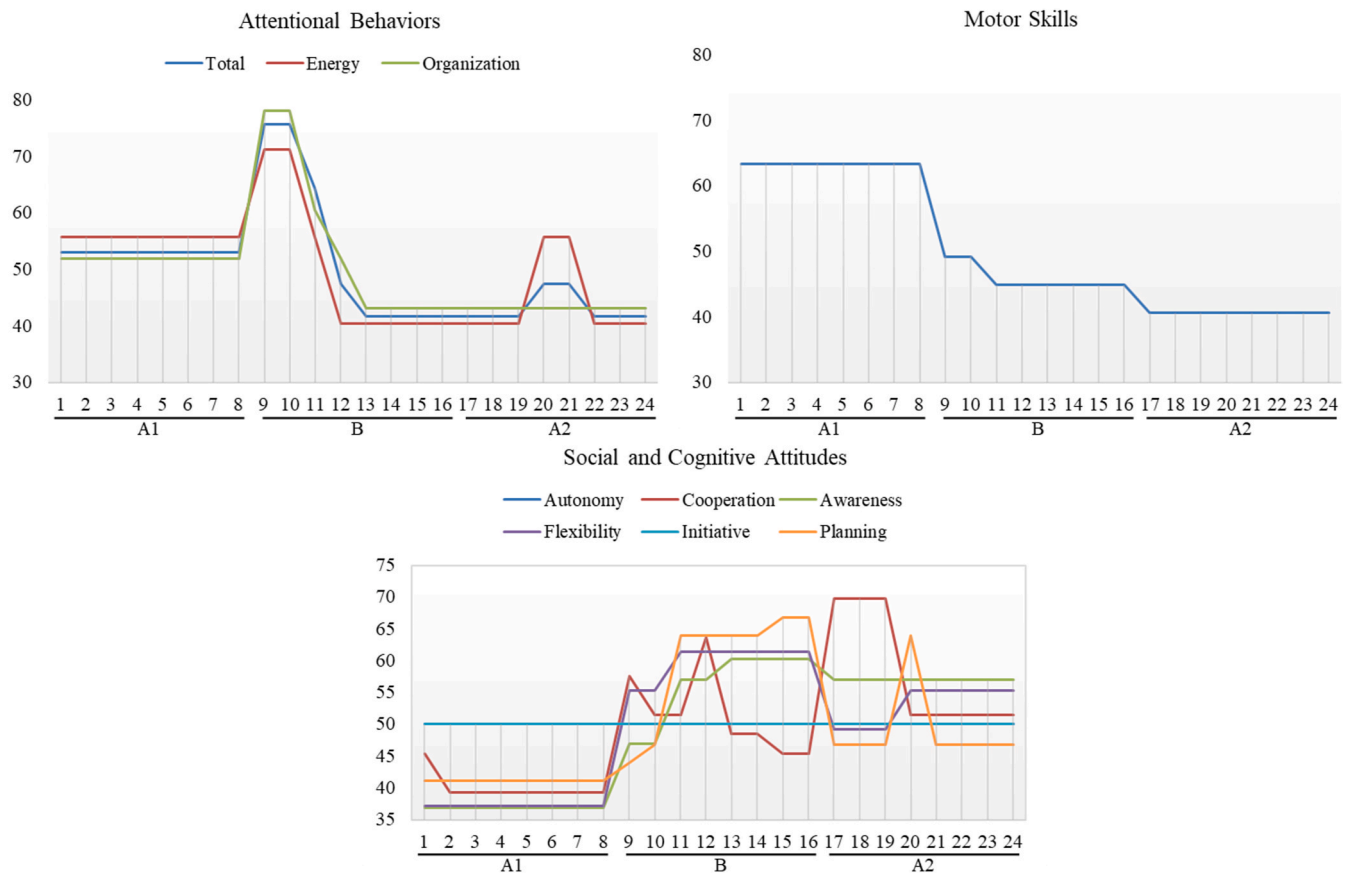 Attentional Behaviors
Total Energy Organization
80
70
60
50
40
30
1 2 3 4 5 6 7 8 9 10 11 12 13 14 15 16 17 18 19 20 21 22 23 24
A1 B A2
Motor Skills
80
70
60
50
40
30
1 2 3 4 5 6 7 8 9 10 11 12 13 14 15 16 17 18 19 20 21 22 23 24
A1 B A2
Social and Cognitive Attitudes
Autonomy Cooperation Awareness
Flexibility Initiative Planning
75
70
65
60
55
50
45
40
35
1 2 3 4 5 6 7 8 9 10 11 12 13 14 15 16 17 18 19 20 21 22 23 24
A1 B A2